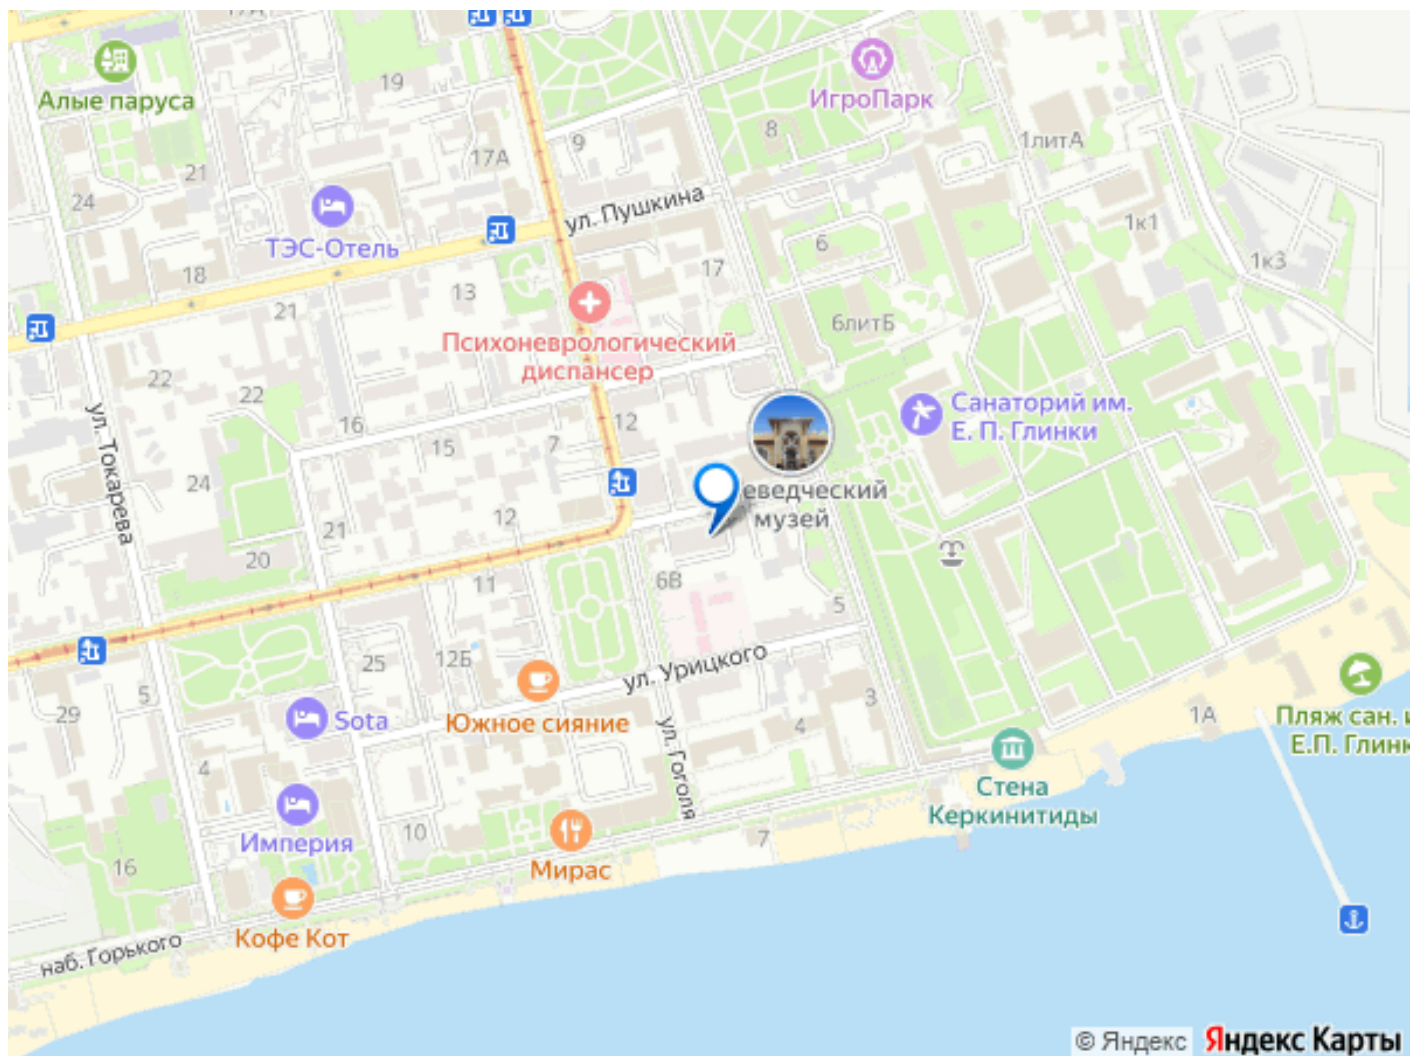 17А
19
Алые паруса
ИгроПарк
8
9
1литА
17А
21
24
ул. Пушкина
1к1
ТЭС-Отель
6
1к3
18
17
13
21
6литБ
Психоневрологический
диспансер
22
22
Санаторий им.
Е. П. Глинки
ул. Токарева
16
12
15
7
24
еведческий
музей
12
21
20
11
6В
5
ул. Урицкого
25
12Б
5
29
Sota
Южное сияние
ул. Гоголя
3
4
1А
Пляж сан. и
Е.П. Глинк
4
Стена
Керкинитиды
Империя
10
7
16
Мирас
Кофе Кот
наб. Горького
© Яндекс Яндекс Карты